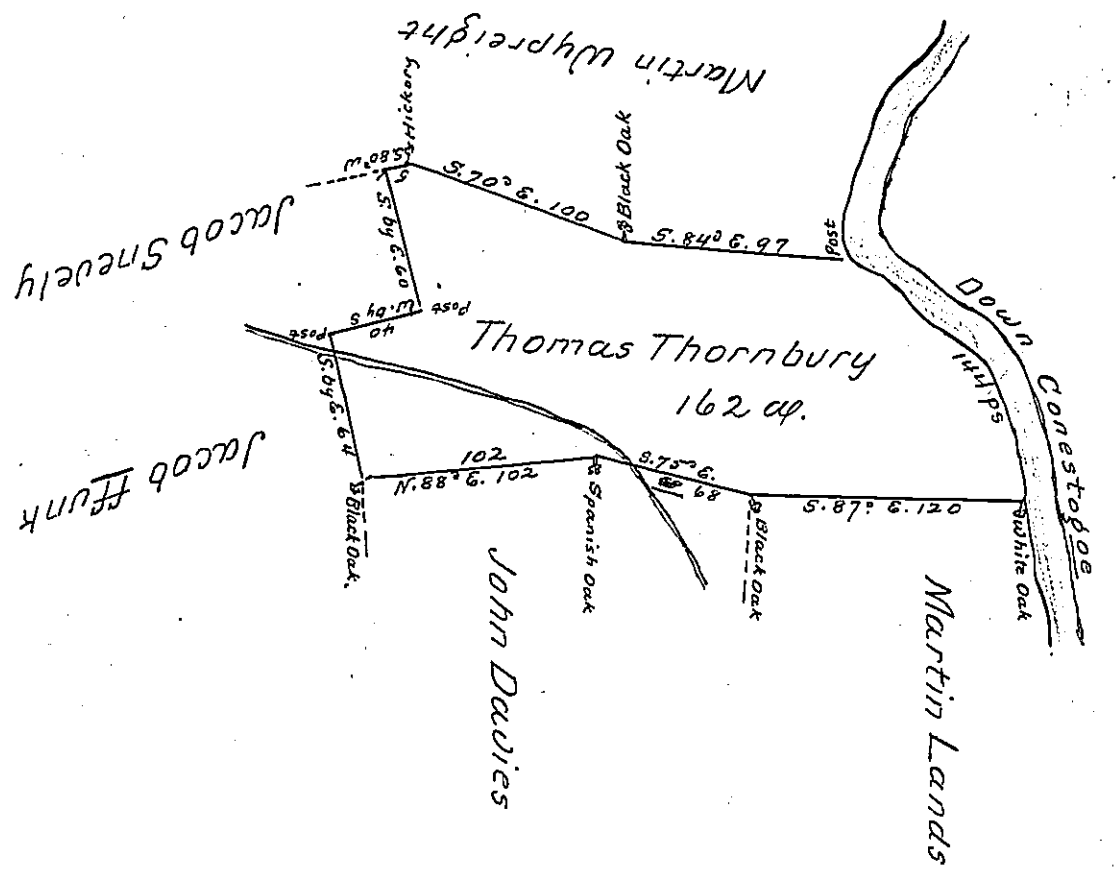 Martin Wypreight
Hickory
S. 80° W
5
Jacob Snevely
S. 70° E. 100
Black Oak
S. 84° E. 97
Post
S. by E. 60
Post
W. by S
40
Post
Down Conestogoe
144 ps
Thomas Thornbury
162 a.
S. by E. 64
Jacob ffunk
Black Oak.
102
N. 88° E. 102
Spanish Oak
S. 75° E.
68
Black Oak
S. 87° E. 120
White Oak
John Davies
Martin Lands